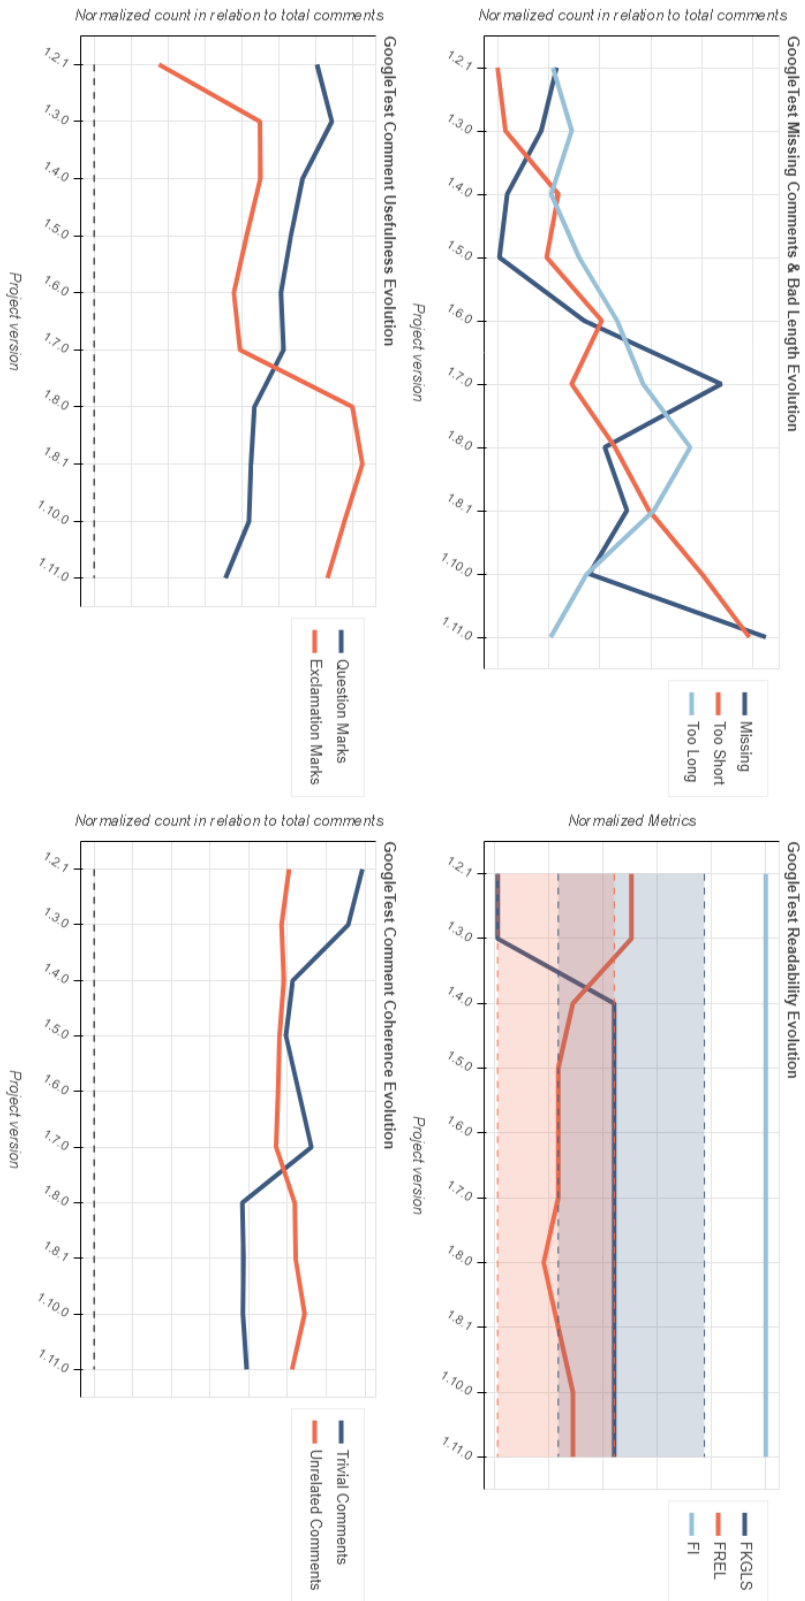 GoogleTest Missing Comments & Bad Length Evolution
Normalized count in relation to total comments
1.2.1
1.3.0
1.4.0
1.5.0
1.6.0
1.7.0
1.8.0
1.8.1
1.10.0
1.11.0
Project version
Missing
Too Short
Too Long
GoogleTest Readability Evolution
Normalized Metrics
1.2.1
1.3.0
1.4.0
1.5.0
1.6.0
1.7.0
1.8.0
1.8.1
1.10.0
1.11.0
Project version
FKGLS
FREL
FI
GoogleTest Comment Usefulness Evolution
Normalized count in relation to total comments
1.2.1
1.3.0
1.4.0
1.5.0
1.6.0
1.7.0
1.8.0
1.8.1
1.10.0
1.11.0
Project version
Question Marks
Exclamation Marks
GoogleTest Comment Coherence Evolution
Normalized count in relation to total comments
1.2.1
1.3.0
1.4.0
1.5.0
1.6.0
1.7.0
1.8.0
1.8.1
1.10.0
1.11.0
Project version
Trivial Comments
Unrelated Comments